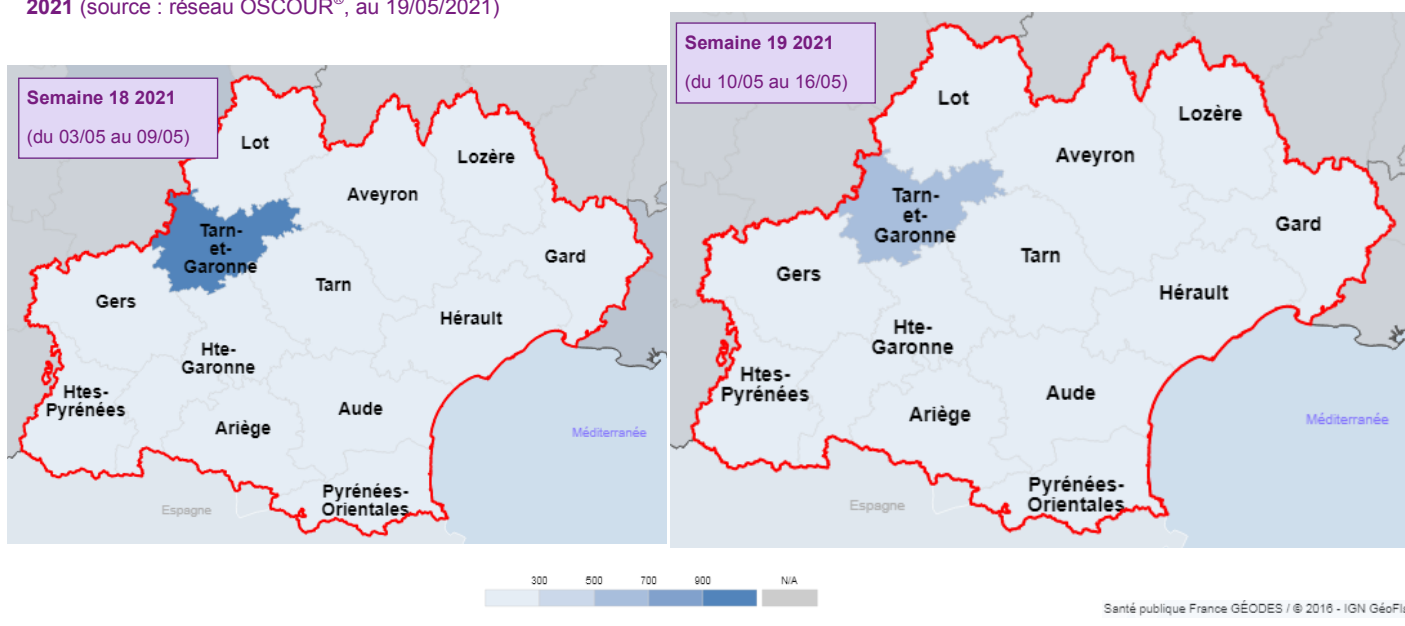 2021 (source : réseau OSCOUR®, au 19/05/2021)
Semaine 18 2021
(du 03/05 au 09/05)
Lot
Lozère
Aveyron
Tarn-
et-
Garonne
Gard
Tarn
Gers
Hérault
Hte-
Garonne
Htes-
Pyrénées
Aude
Ariège
Méditerranée
Pyrénées-
Orientales
Espagne
Semaine 19 2021
(du 10/05 au 16/05)
Lot
Lozère
Aveyron
Tarn-
et-
Garonne
Gard
Tarn
Gers
Hérault
Hte-
Garonne
Htes-
Pyrénées
Aude
Ariège
Méditerranée
Pyrénées-
Orientales
Espagne
300 500 700 900 N/A
Santé publique France GÉODES / © 2016 - IGN GéoFla